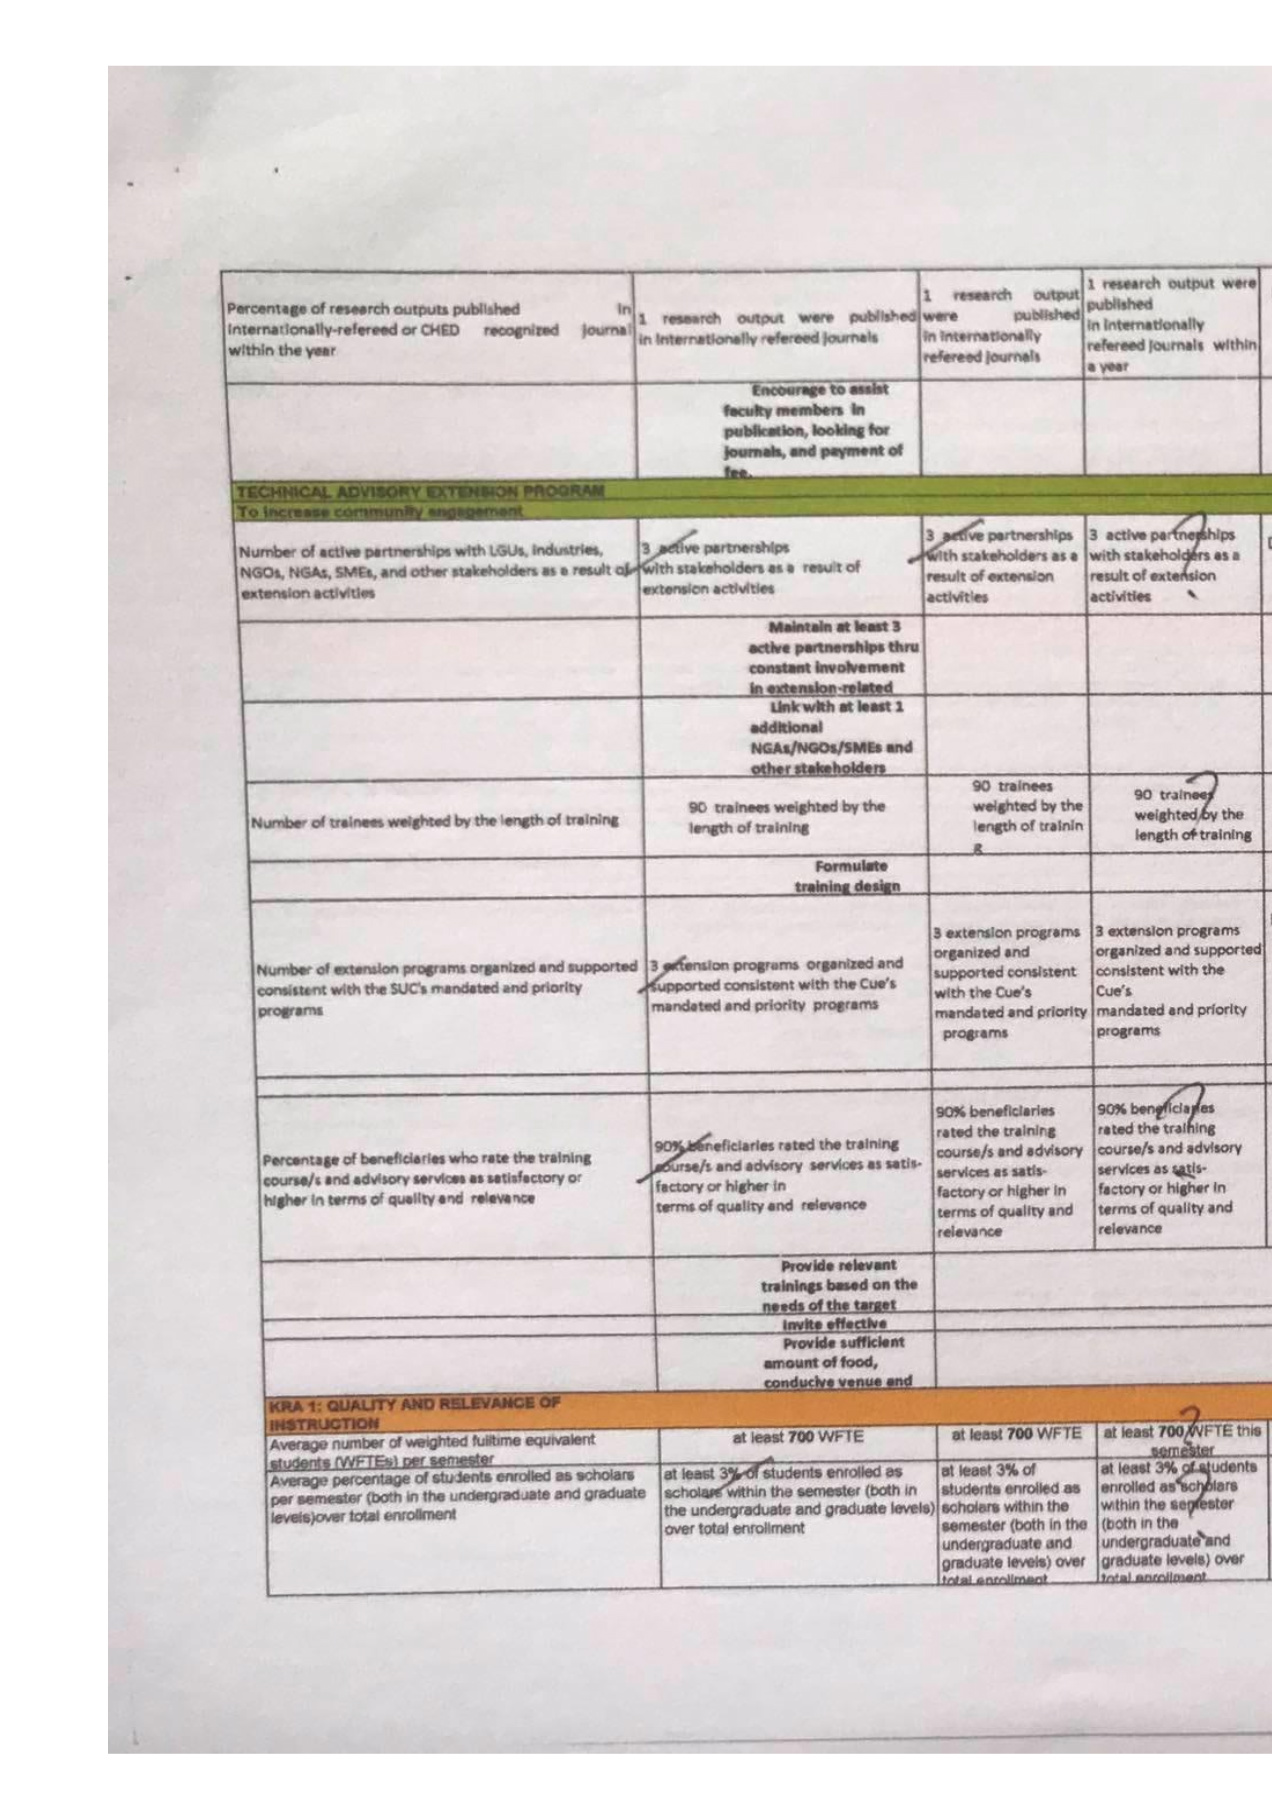 Percentage of research outputs published in
internationally-refereed or CHED recognized journal
within the year
1 research output were published
in internationally refereed journals
1 research output
were published
in internationally
refereed journals
1 research output were
published
in internationally
refereed journals within
a year
Encourage to assist
faculty members in
publication, looking for
journals, and payment of
fee.
TECHNICAL ADVISORY EXTENSION PROGRAM
To increase community engagement
Number of active partnerships with LGUs, industries,
NGOs, NGAs, SMEs, and other stakeholders as a result of
extension activities
3 active partnerships
with stakeholders as a result of
extension activities
3 active partnerships
with stakeholders as a
result of extension
activities
3 active partnerships
with stakeholders as a
result of extension
activities
Maintain at least 3
active partnerships thru
constant involvement
in extension-related
Link with at least 1
additional
NGAs/NGOs/SMEs and
other stakeholders
Number of trainees weighted by the length of training
90 trainees weighted by the
length of training
90 trainees
weighted by the
length of trainin
g
90 trainees
weighted by the
length of training
Formulate
training design
Number of extension programs organized and supported
consistent with the SUC's mandated and priority
programs
3 extension programs organized and
supported consistent with the Cue's
mandated and priority programs
3 extension programs
organized and
supported consistent
with the Cue's
mandated and priority
programs
3 extension programs
organized and supported
consistent with the
Cue's
mandated and priority
programs
Percentage of beneficiaries who rate the training
course/s and advisory services as satisfactory or
higher in terms of quality and relevance
90% beneficiaries rated the training
course/s and advisory services as satis-
factory or higher in
terms of quality and relevance
90% beneficiaries
rated the training
course/s and advisory
services as satis-
factory or higher in
terms of quality and
relevance
90% beneficiaries
rated the training
course/s and advisory
services as satis-
factory or higher in
terms of quality and
relevance
Provide relevant
trainings based on the
needs of the target
Invite effective
Provide sufficient
amount of food,
conducive venue and
KRA 1: QUALITY AND RELEVANCE OF
INSTRUCTION
Average number of weighted fulltime equivalent
students (WFTEs) per semester
at least 700 WFTE
at least 700 WFTE
at least 700 WFTE this
semester
Average percentage of students enrolled as scholars
per semester (both in the undergraduate and graduate
levels)over total enrollment
at least 3% of students enrolled as
scholars within the semester (both in
the undergraduate and graduate levels)
over total enrollment
at least 3% of
students enrolled as
scholars within the
semester (both in the
undergraduate and
graduate levels) over
total enrollment
at least 3% of students
enrolled as scholars
within the semester
(both in the
undergraduate and
graduate levels) over
total enrollment